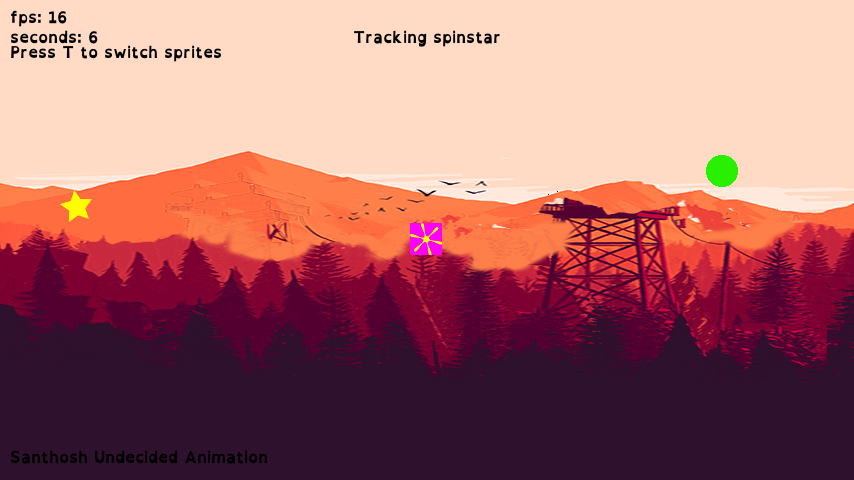 fps: 16
seconds: 6
Press T to switch sprites
Tracking spinstar
Santhosh Undecided Animation